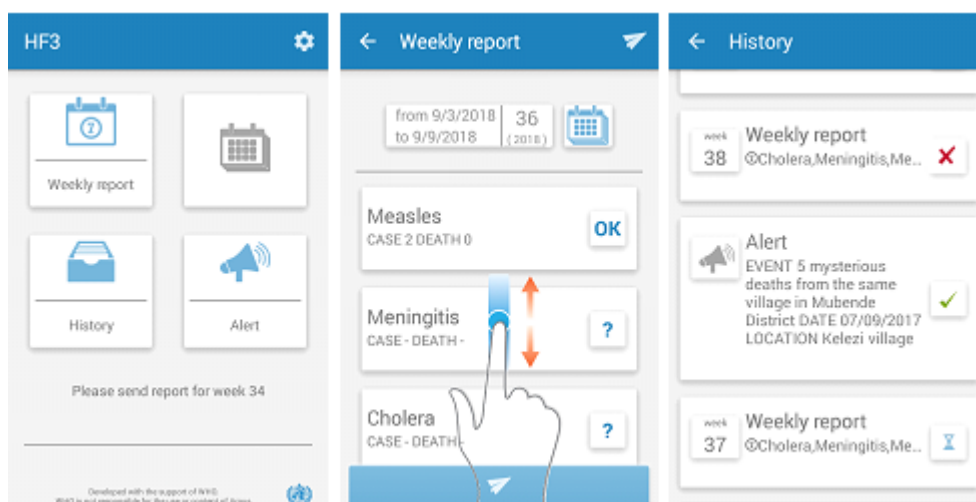 HF3
Weekly report
History
Alert
Please send report for week 34
Developed with the support of WHO.
Weekly report
from 9/3/2018
to 9/9/2018
36
(2018)
Measles
CASE 2 DEATH 0
OK
Meningitis
CASE - DEATH -
?
Cholera
CASE - DEATH -
?
History
week
38
Weekly report
Cholera,Meningitis,Me...
Alert
EVENT 5 mysterious
deaths from the same
village in Mubende
District DATE 07/09/2017
LOCATION Kelezi village
week
37
Weekly report
Cholera,Meningitis,Me...